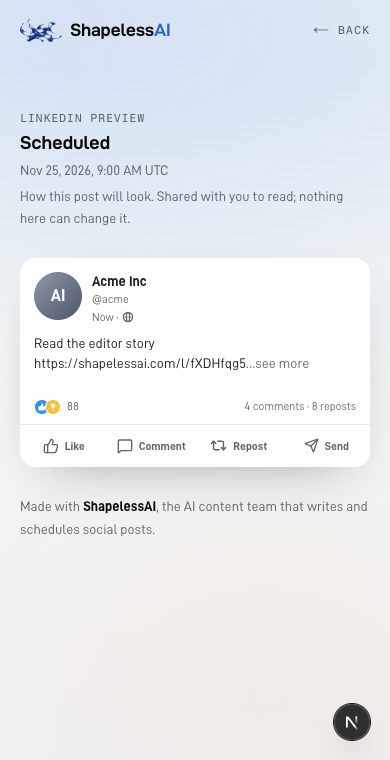 ShapelessAI
← BACK
LINKEDIN PREVIEW
Scheduled
Nov 25, 2026, 9:00 AM UTC
How this post will look. Shared with you to read; nothing
here can change it.
AI
Acme Inc
@acme
Now ·
Read the editor story
https://shapelessai.com/l/fXDHfqg5...see more
88
4 comments · 8 reposts
Like
Comment
Repost
Send
Made with ShapelessAI, the AI content team that writes and
schedules social posts.
N